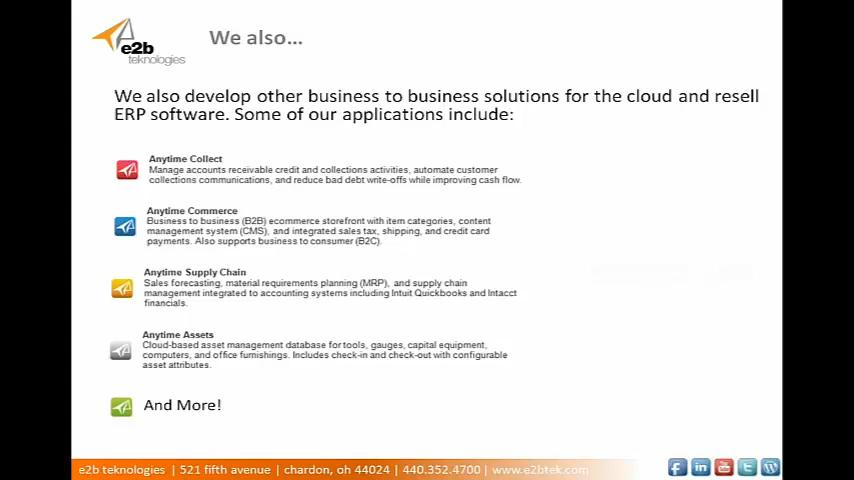 e2b
teknologies
We also...
We also develop other business to business solutions for the cloud and resell
ERP software. Some of our applications include:
Anytime Collect
Manage accounts receivable credit and collections activities, automate customer
collections communications, and reduce bad debt write-offs while improving cash flow.
Anytime Commerce
Business to business (B2B) ecommerce storefront with item categories, content
management system (CMS), and integrated sales tax, shipping, and credit card
payments. Also supports business to consumer (B2C).
Anytime Supply Chain
Sales forecasting, material requirements planning (MRP), and supply chain
management integrated to accounting systems including Intuit Quickbooks and Intacct
financials.
Anytime Assets
Cloud-based asset management database for tools, gauges, capital equipment,
computers, and office furnishings. Includes check-in and check-out with configurable
asset attributes.
And More!
e2b teknologies | 521 fifth avenue | chardon, oh 44024 | 440.352.4700 | www.e2btek.com